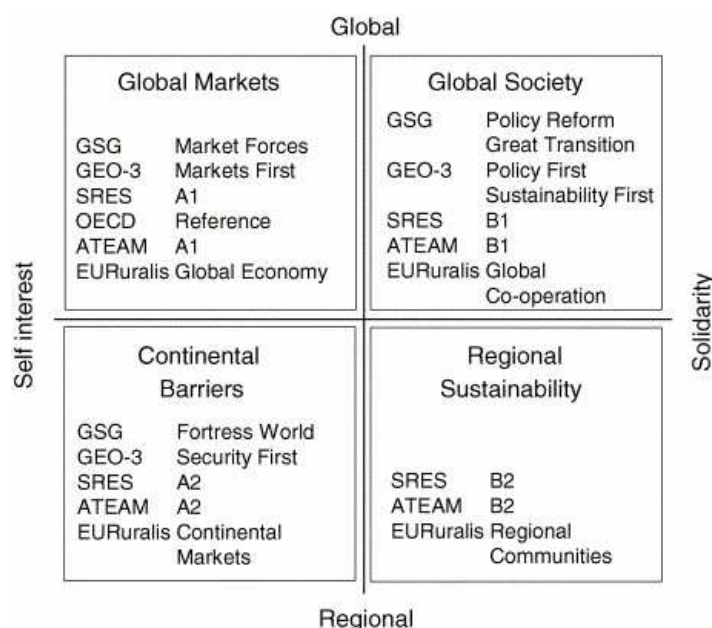 Global
Global Markets
GSG Market Forces
GEO-3 Markets First
SRES A1
OECD Reference
ATEAM A1
EURuralis Global Economy
Global Society
GSG Policy Reform
Great Transition
GEO-3 Policy First
Sustainability First
SRES B1
ATEAM B1
EURuralis Global
Co-operation
Self interest
Solidarity
Continental
Barriers
GSG Fortress World
GEO-3 Security First
SRES A2
ATEAM A2
EURuralis Continental
Markets
Regional
Sustainability
SRES B2
ATEAM B2
EURuralis Regional
Communities
Regional